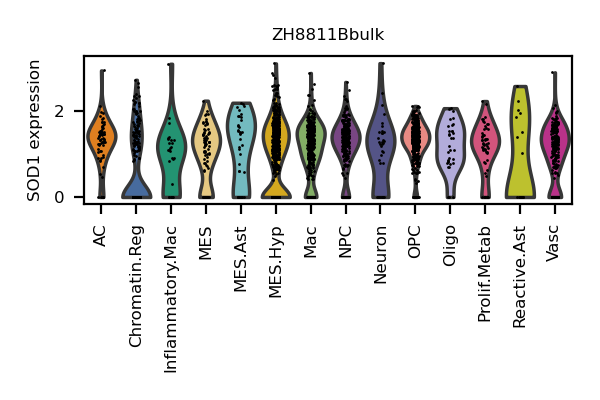 ZH8811Bbulk
SOD1 expression
2
0
AC
Chromatin.Reg
Inflammatory.Mac
MES
MES.Ast
MES.Hyp
Mac
NPC
Neuron
OPC
Oligo
Prolif.Metab
Reactive.Ast
Vasc